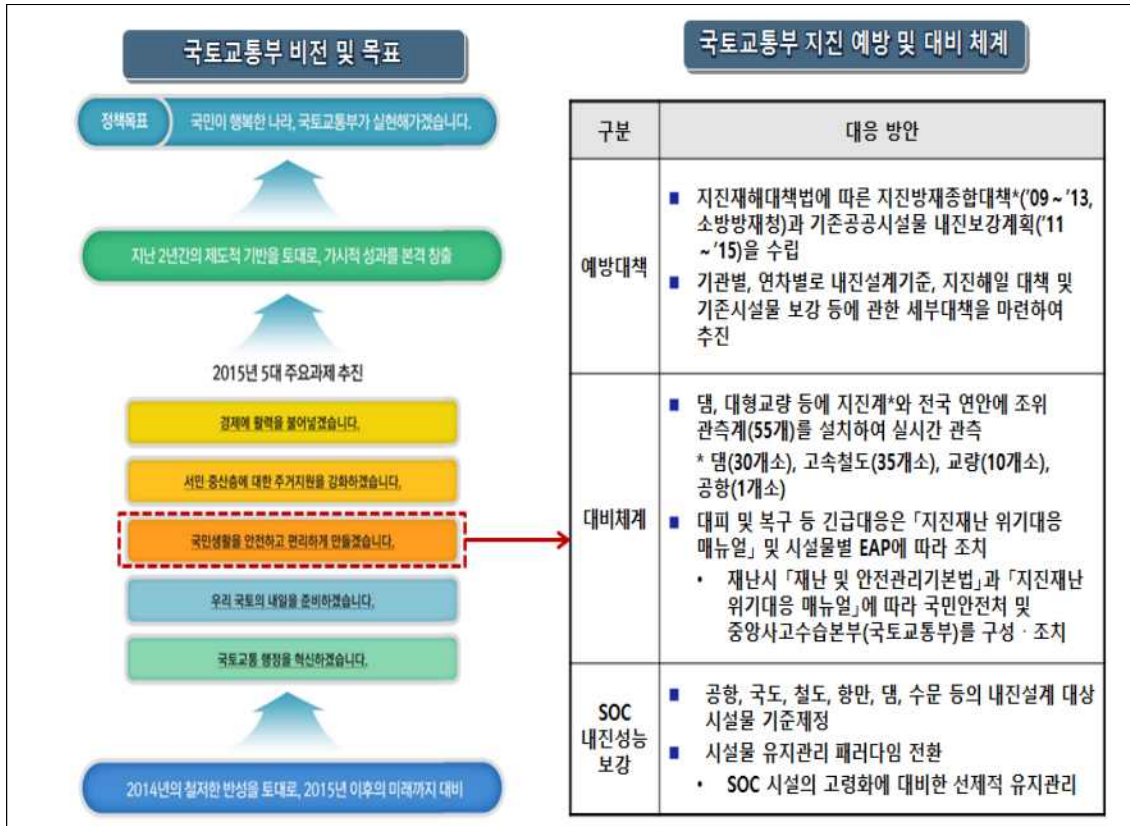 국토교통부 비전 및 목표
정책목표
국민이 행복한 나라, 국토교통부가 실현해가겠습니다.
지난 2년간의 제도적 기반을 토대로, 가시적 성과를 본격 창출
2015년 5대 주요과제 추진
경제에 활력을 불어넣겠습니다.
서민·중산층에 대한 주거지원을 강화하겠습니다.
국민생활을 안전하고 편리하게 만들겠습니다.
우리 국토의 내일을 준비하겠습니다.
국토교통 행정을 혁신하겠습니다.
2014년의 철저한 반성을 토대로, 2015년 이후의 미래까지 대비
국토교통부 지진 예방 및 대비 체계
구분
대응 방안
예방대책
■ 지진재해대책법에 따른 지진방재종합대책*('09 ~ '13,
소방방재청)과 기존공공시설물 내진보강계획('11
~ '15)을 수립
■ 기관별, 연차별로 내진설계기준, 지진해일 대책 및
기존시설물 보강 등에 관한 세부대책을 마련하여
추진
대비체계
■ 댐, 대형교량 등에 지진계*와 전국 연안에 조위
관측계(55개)를 설치하여 실시간 관측
* 댐(30개소), 고속철도(35개소), 교량(10개소),
공항(1개소)
■ 대피 및 복구 등 긴급대응은 「지진재난 위기대응
매뉴얼」 및 시설물별 EAP에 따라 조치
• 재난시 「재난 및 안전관리기본법」과 「지진재난
위기대응 매뉴얼」에 따라 국민안전처 및
중앙사고수습본부(국토교통부)를 구성 · 조치
SOC
내진성능
보강
■ 공항, 국도, 철도, 항만, 댐, 수문 등의 내진설계 대상
시설물 기준제정
■ 시설물 유지관리 패러다임 전환
• SOC 시설의 고령화에 대비한 선제적 유지관리